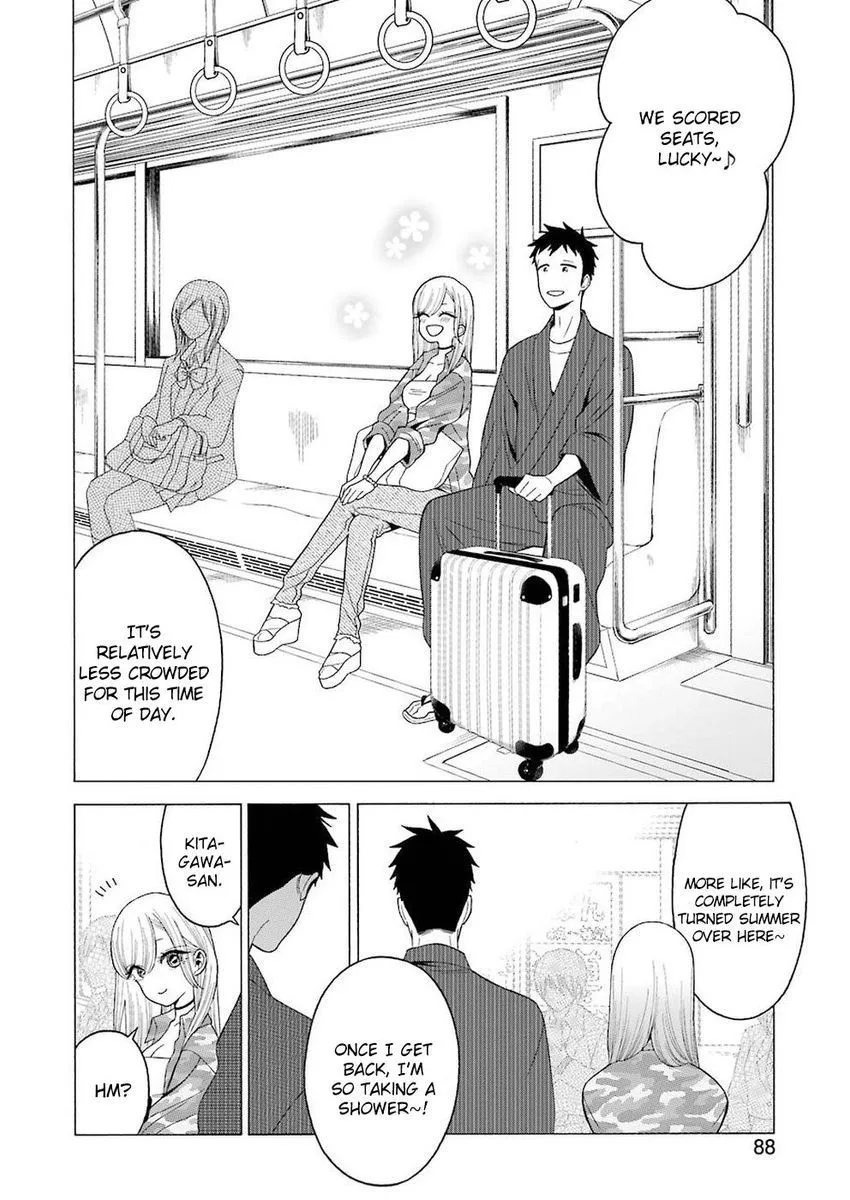 WE SCORED
SEATS,
LUCKY~♪
IT'S
RELATIVELY
LESS CROWDED
FOR THIS TIME
OF DAY.
MORE LIKE, IT'S
COMPLETELY
TURNED SUMMER
OVER HERE~
ONCE I GET
BACK, I'M
SO TAKING A
SHOWER~!
KITA-
GAWA-
SAN.
HM?
88